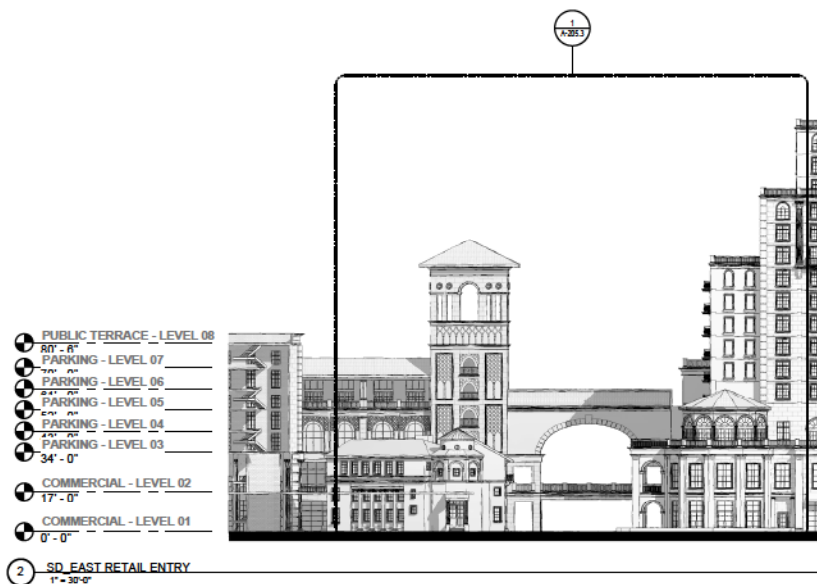 1
A-205.3
PUBLIC TERRACE - LEVEL 08
80' - 6"
PARKING - LEVEL 07
PARKING - LEVEL 06
PARKING - LEVEL 05
PARKING - LEVEL 04
PARKING - LEVEL 03
34' - 0"
COMMERCIAL - LEVEL 02
17' - 0"
COMMERCIAL - LEVEL 01
0' - 0"
2
SD_EAST RETAIL ENTRY
1" = 30'-0"